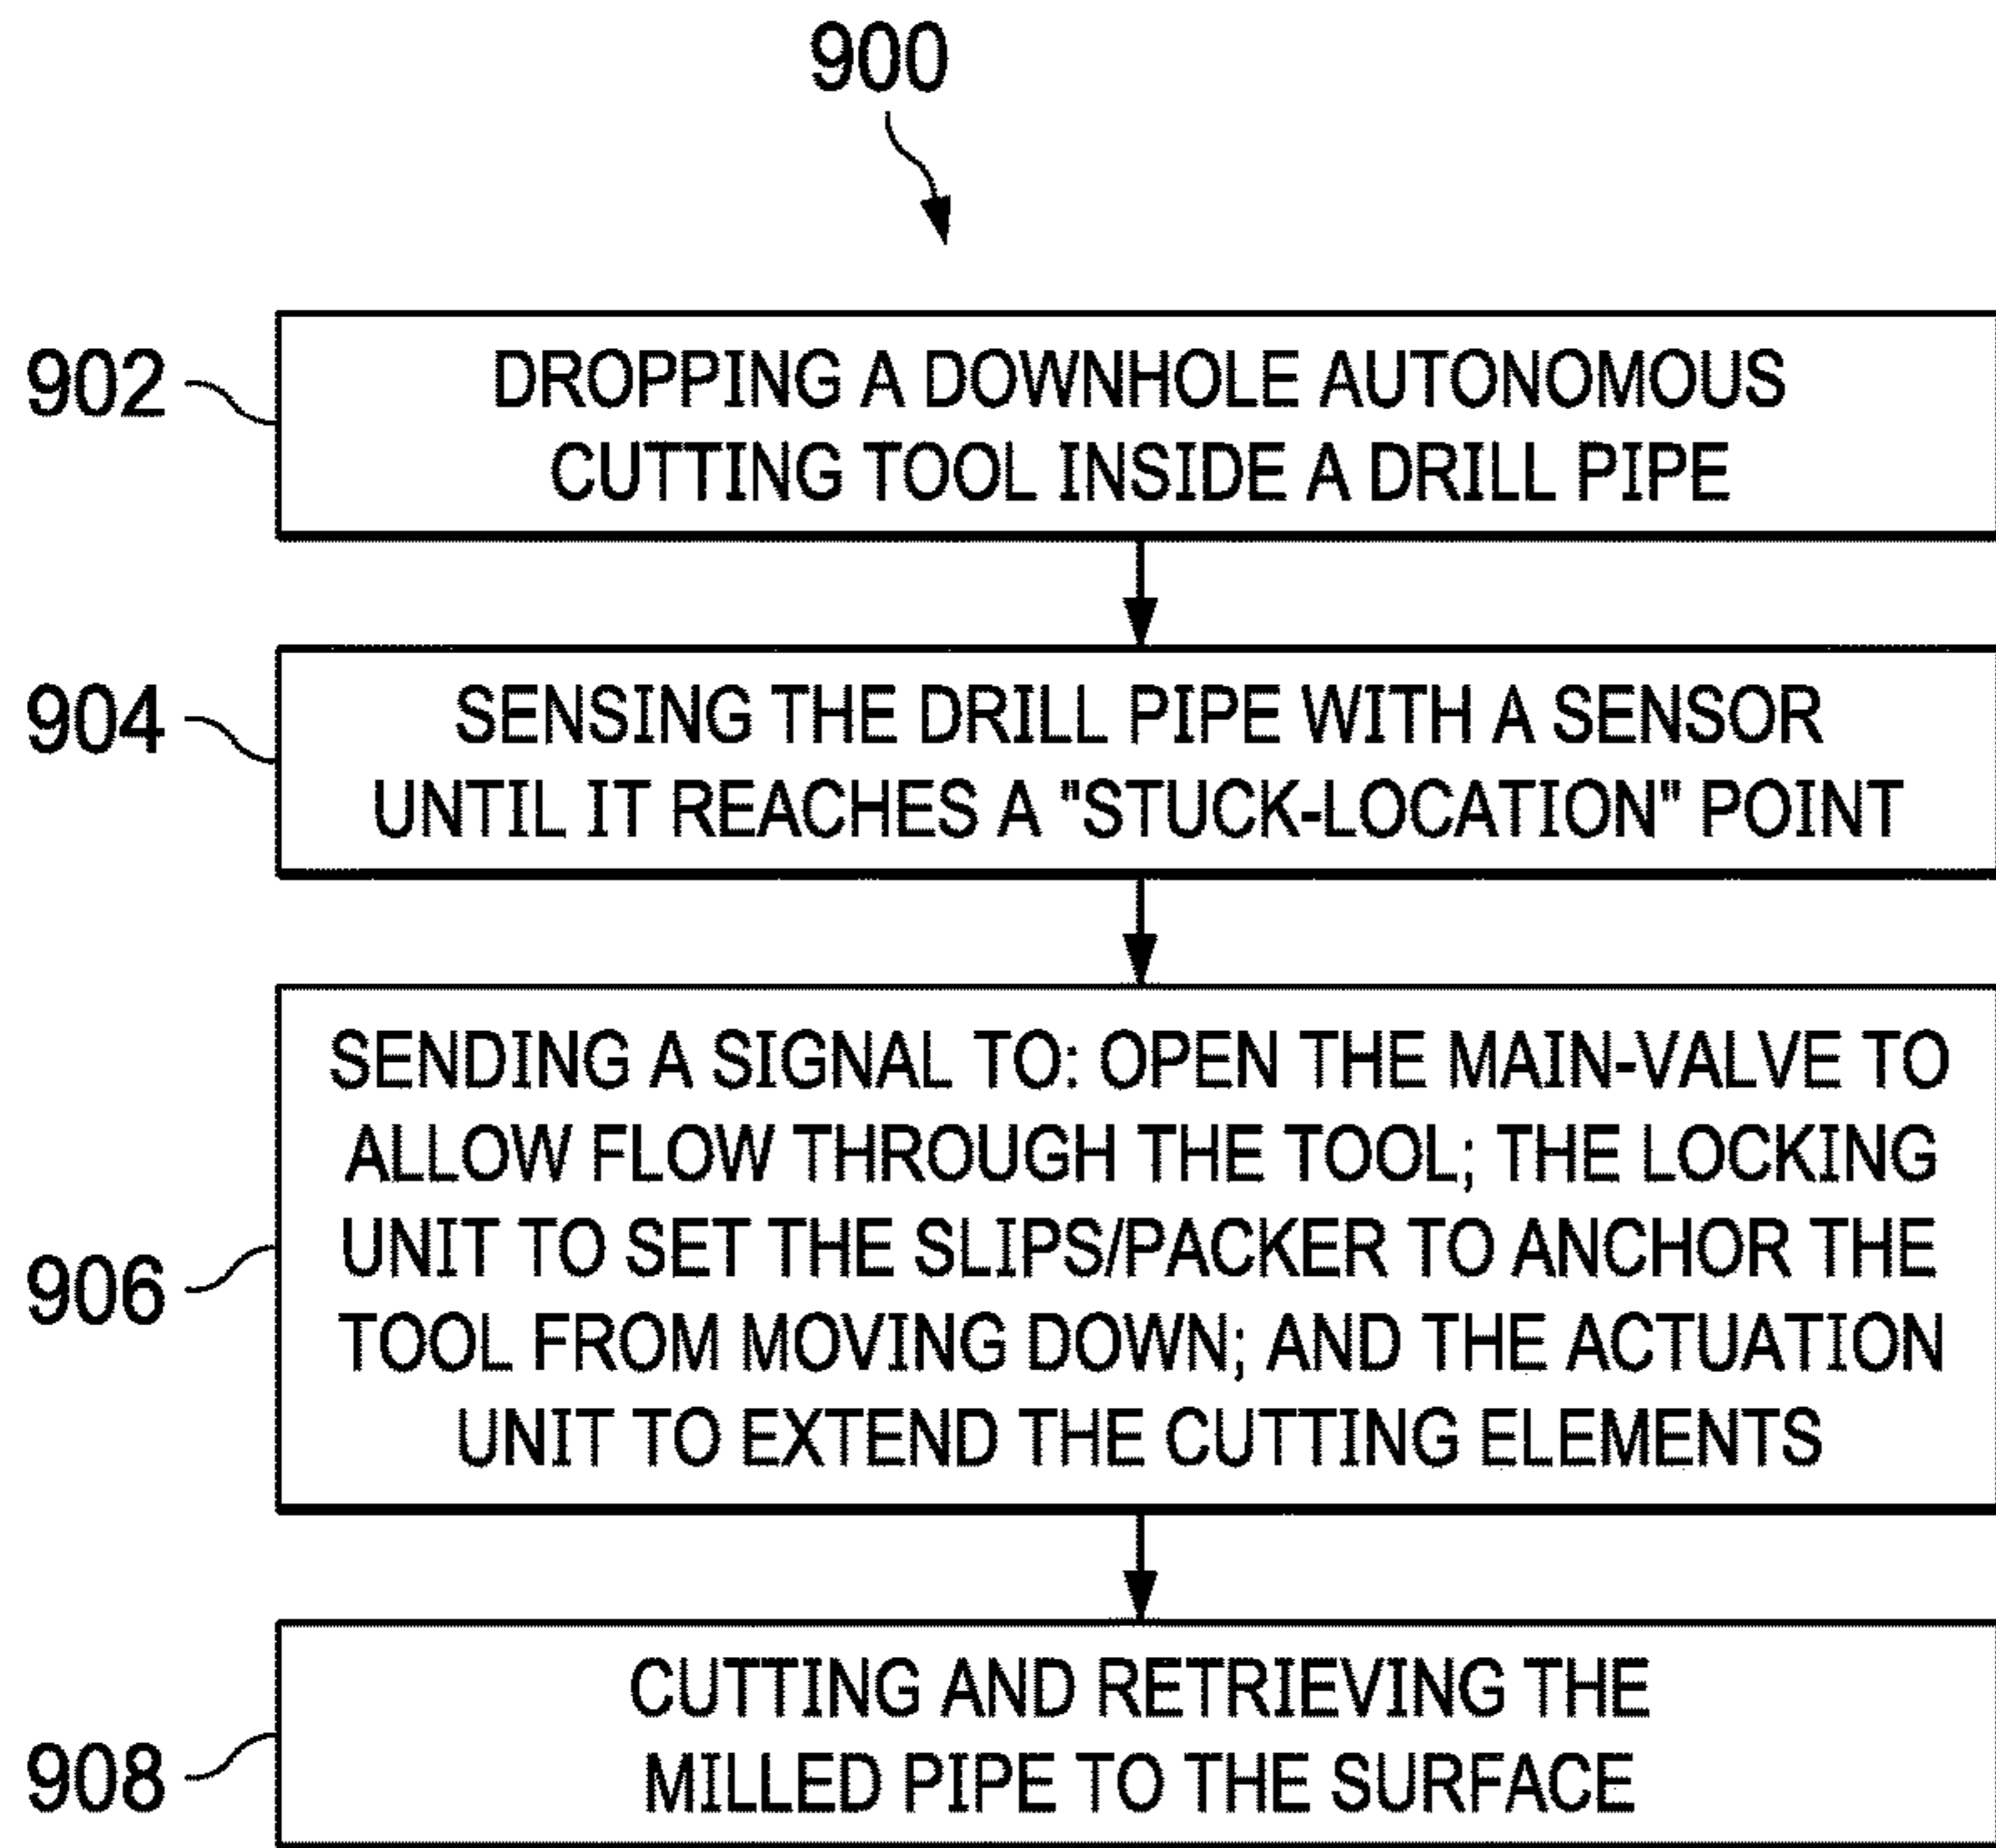 900
902
DROPPING A DOWNHOLE AUTONOMOUS
CUTTING TOOL INSIDE A DRILL PIPE
904
SENSING THE DRILL PIPE WITH A SENSOR
UNTIL IT REACHES A "STUCK-LOCATION" POINT
906
SENDING A SIGNAL TO: OPEN THE MAIN-VALVE TO
ALLOW FLOW THROUGH THE TOOL; THE LOCKING
UNIT TO SET THE SLIPS/PACKER TO ANCHOR THE
TOOL FROM MOVING DOWN; AND THE ACTUATION
UNIT TO EXTEND THE CUTTING ELEMENTS
908
CUTTING AND RETRIEVING THE
MILLED PIPE TO THE SURFACE